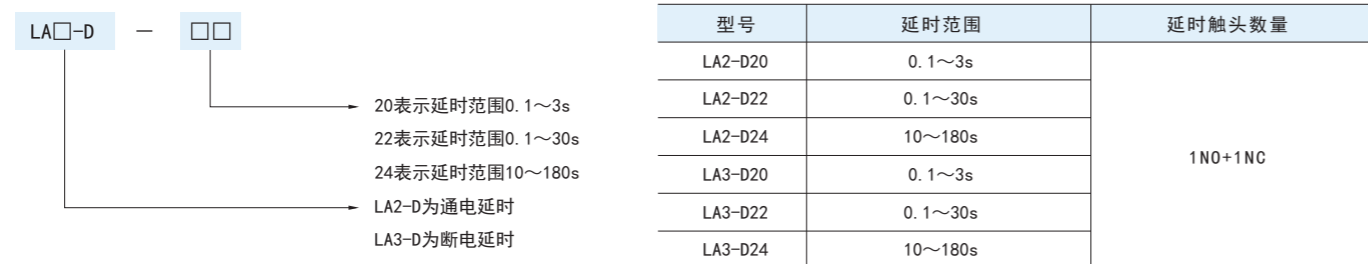 LA□-D — □□
20表示延时范围0.1～3s
22表示延时范围0.1～30s
24表示延时范围10～180s
LA2-D为通电延时
LA3-D为断电延时
型号 延时范围 延时触头数量
LA2-D20 0.1～3s
LA2-D22 0.1～30s
LA2-D24 10～180s
1NO+1NC
LA3-D20 0.1～3s
LA3-D22 0.1～30s
LA3-D24 10～180s